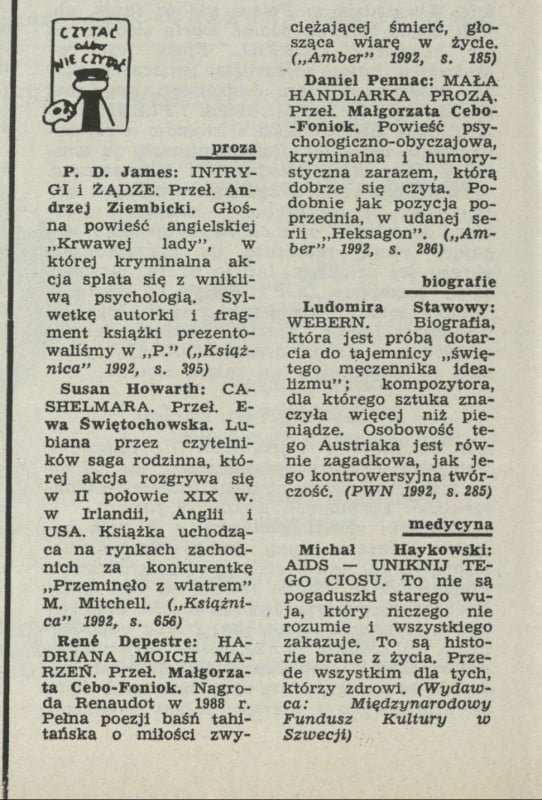 CZYTAĆ
albo
NIE CZYTAĆ
proza
P. D. James: INTRY-
GI i ŻĄDZE. Przeł. An-
drzej Ziembicki. Głoś-
na powieść angielskiej
„Krwawej lady”, w
której kryminalna ak-
cja splata się z wnikli-
wą psychologią. Syl-
wetkę autorki i frag-
ment książki prezento-
waliśmy w „P.” („Książ-
nica” 1992, s. 395)
Susan Howarth: CA-
SHELMARA. Przeł. E-
wa Świętochowska. Lu-
biana przez czytelni-
ków saga rodzinna, któ-
rej akcja rozgrywa się
w II połowie XIX w.
w Irlandii, Anglii i
USA. Książka uchodzą-
ca na rynkach zachod-
nich za konkurentkę
„Przeminęło z wiatrem”
M. Mitchell. („Książni-
ca” 1992, s. 656)
René Depestre: HA-
DRIANA MOICH MA-
RZEŃ. Przeł. Małgorza-
ta Cebo-Foniok. Nagro-
da Renaudot w 1988 r.
Pełna poezji baśń tahi-
tańska o miłości zwy-
ciężającej śmierć, gło-
sząca wiarę w życie.
(„Amber” 1992, s. 185)
Daniel Pennac: MAŁA
HANDLARKA PROZĄ.
Przeł. Małgorzata Cebo-
-Foniok. Powieść psy-
chologiczno-obyczajowa,
kryminalna i humory-
styczna zarazem, którą
dobrze się czyta. Po-
dobnie jak pozycja po-
przednia, w udanej se-
rii „Heksagon”. („Am-
ber” 1992, s. 286)
biografie
Ludomira Stawowy:
WEBERN. Biografia,
która jest próbą dotar-
cia do tajemnicy „świę-
tego męczennika idea-
lizmu”; kompozytora,
dla którego sztuka zna-
czyła więcej niż pie-
niądze. Osobowość te-
go Austriaka jest rów-
nie zagadkowa, jak je-
go kontrowersyjna twór-
czość. (PWN 1992, s. 285)
medycyna
Michał Haykowski:
AIDS — UNIKNIJ TE-
GO CIOSU. To nie są
pogaduszki starego wu-
ja, który niczego nie
rozumie i wszystkiego
zakazuje. To są histo-
rie brane z życia. Prze-
de wszystkim dla tych,
którzy zdrowi. (Wydaw-
ca: Międzynarodowy
Fundusz Kultury w
Szwecji)